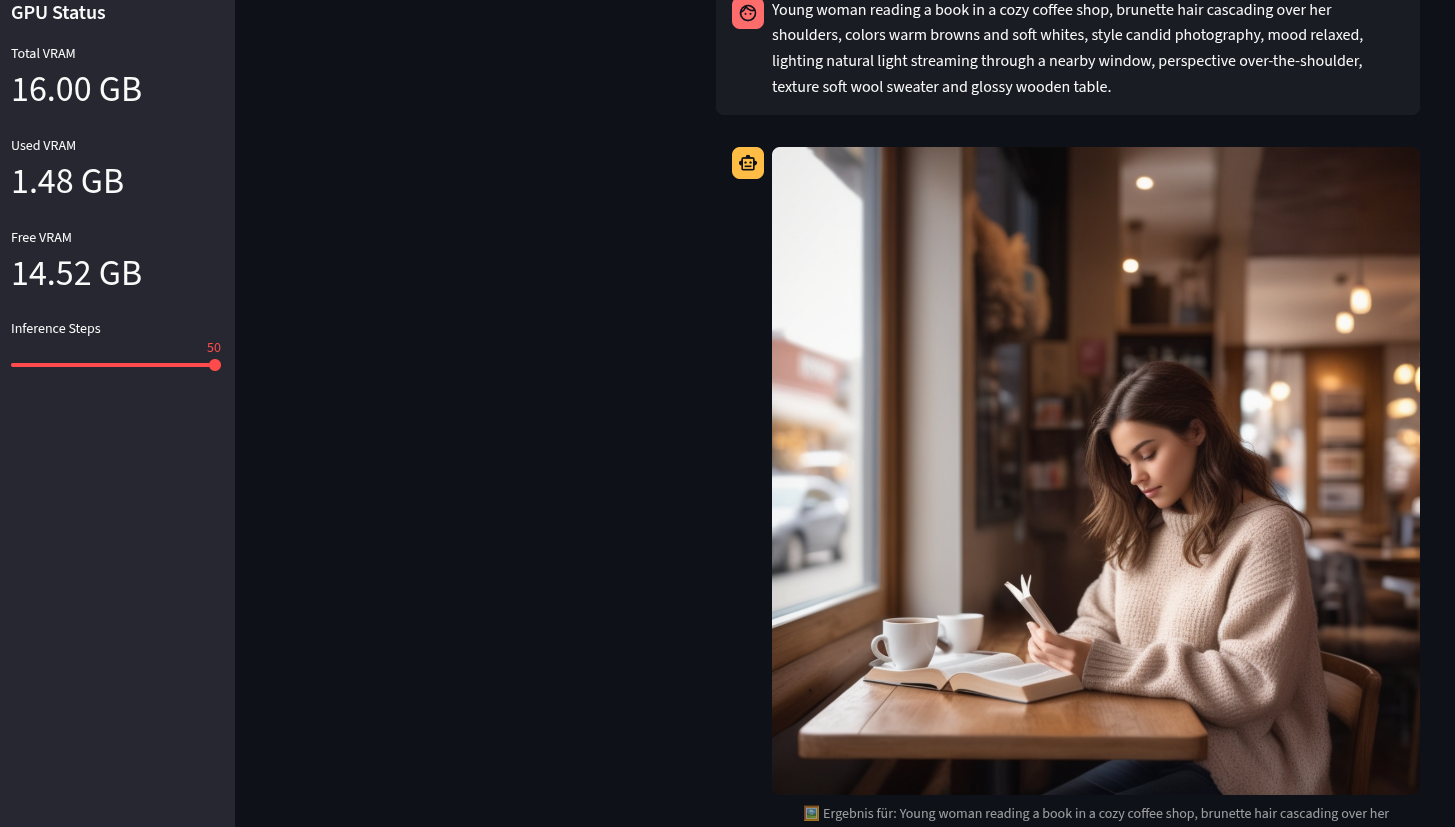 GPU Status
Total VRAM
16.00 GB
Used VRAM
1.48 GB
Free VRAM
14.52 GB
Inference Steps
50
Young woman reading a book in a cozy coffee shop, brunette hair cascading over her
shoulders, colors warm browns and soft whites, style candid photography, mood relaxed,
lighting natural light streaming through a nearby window, perspective over-the-shoulder,
texture soft wool sweater and glossy wooden table.
Ergebnis für: Young woman reading a book in a cozy coffee shop, brunette hair cascading over her